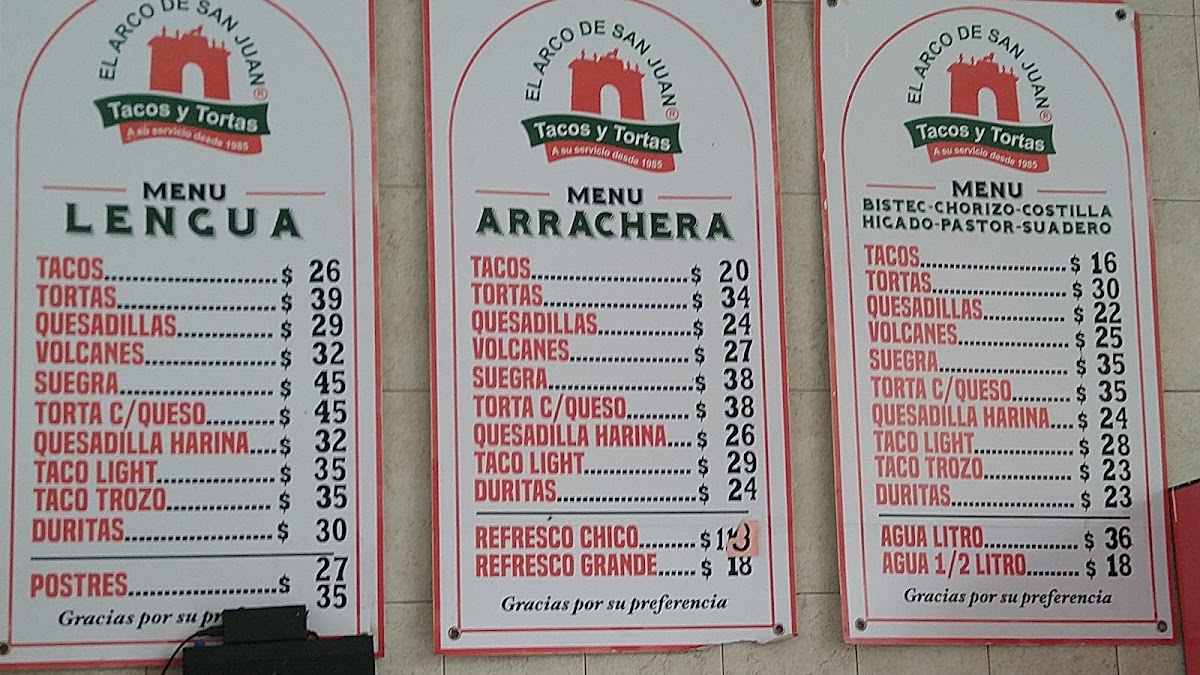 EL ARCO DE SAN JUAN®
Tacos y Tortas
A su servicio desde 1985
MENU
LENGUA
TACOS.......................... $ 26
TORTAS........................ $ 39
QUESADILLAS............... $ 29
VOLCANES.................... $ 32
SUEGRA........................ $ 45
TORTA C/QUESO.......... $ 45
QUESADILLA HARINA.... $ 32
TACO LIGHT................. $ 35
TACO TROZO................ $ 35
DURITAS...................... $ 30
POSTRES...................... $ 27
35
Gracias por su
EL ARCO DE SAN JUAN®
Tacos y Tortas
A su servicio desde 1985
MENU
ARRACHERA
TACOS.......................... $ 20
TORTAS........................ $ 34
QUESADILLAS............... $ 24
VOLCANES.................... $ 27
SUEGRA........................ $ 38
TORTA C/QUESO.......... $ 38
QUESADILLA HARINA.... $ 26
TACO LIGHT................. $ 29
DURITAS...................... $ 24
REFRESCO CHICO......... $ 13
REFRESCO GRANDE...... $ 18
Gracias por su preferencia
EL ARCO DE SAN JUAN®
Tacos y Tortas
A su servicio desde 1985
MENU
BISTEC-CHORIZO-COSTILLA
HIGADO-PASTOR-SUADERO
TACOS.......................... $ 16
TORTAS........................ $ 30
QUESADILLAS............... $ 22
VOLCANES.................... $ 25
SUEGRA........................ $ 35
TORTA C/QUESO.......... $ 35
QUESADILLA HARINA.... $ 24
TACO LIGHT................. $ 28
TACO TROZO................ $ 23
DURITAS...................... $ 23
AGUA LITRO................. $ 36
AGUA 1/2 LITRO.......... $ 18
Gracias por su preferencia